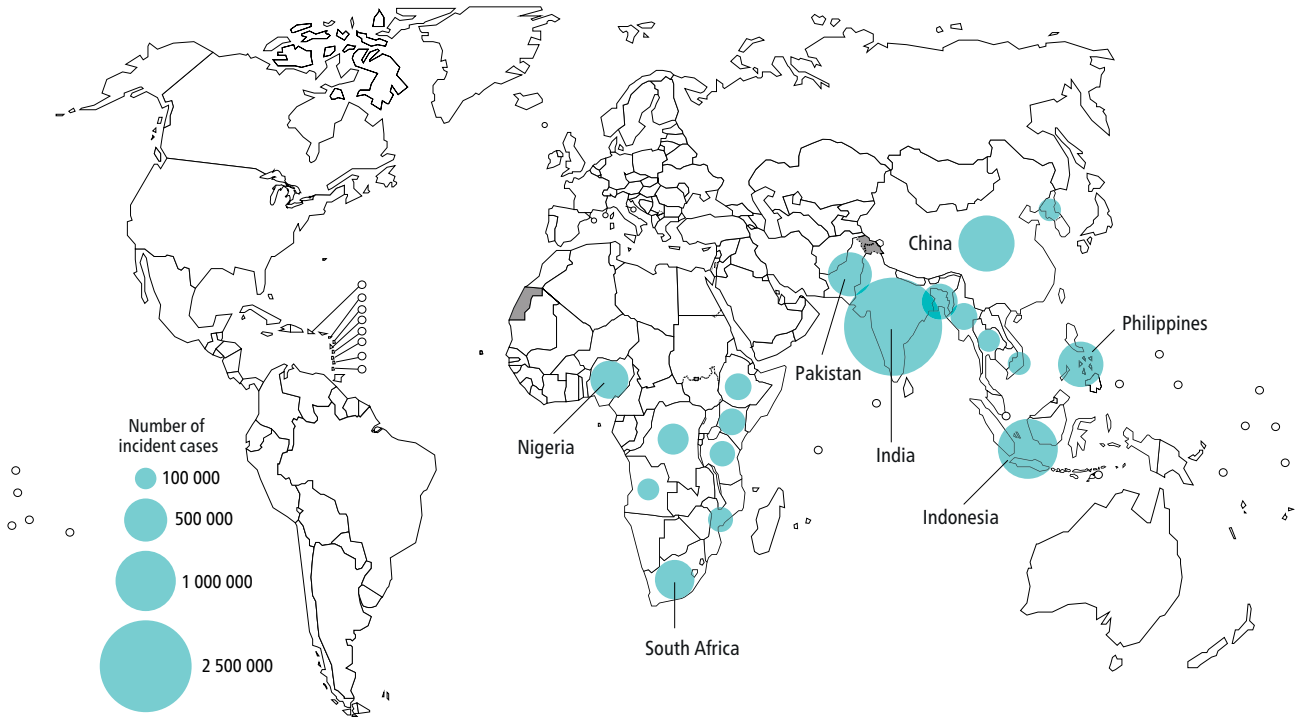 China
Philippines
Pakistan
Nigeria
India
Indonesia
South Africa
Number of
incident cases
100 000
500 000
1 000 000
2 500 000